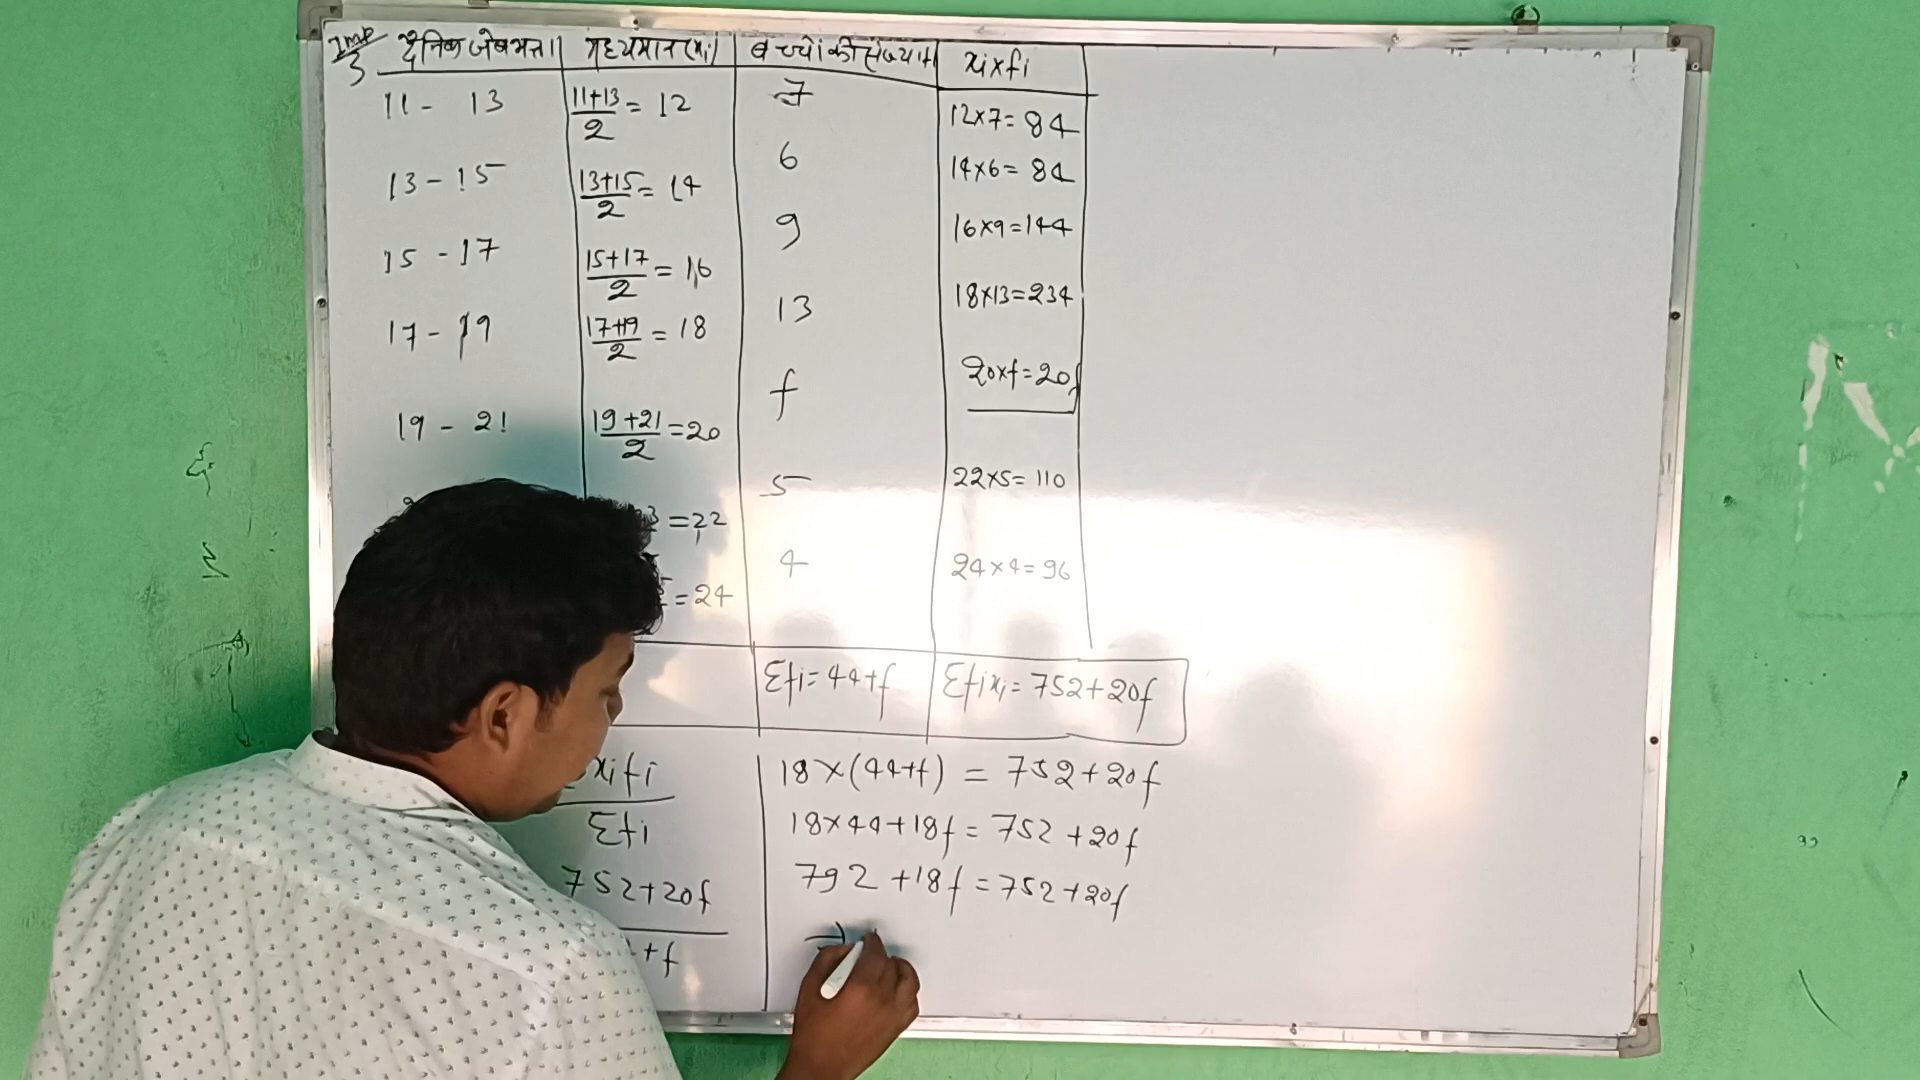 Imp दैनिक जेबभत्ता मध्यमान (xi) बच्चों की संख्या fi xi×fi
3
11 - 13 11+13/2 = 12 7 12×7 = 84
13 - 15 13+15/2 = 14 6 14×6 = 84
15 - 17 15+17/2 = 16 9 16×9=144
17 - 19 17+19/2 = 18 13 18×13=234
19 - 21 19+21/2 =20 f 20×f=20f
=22 5 22×5= 110
=24 4 24×4=96
Σfi= 44+f Σfixi= 752+20f
xifi
Σfi
752+20f
+f
18×(44+f) = 752+20f
18×44+18f = 752 +20f
792 +18f = 752+20f